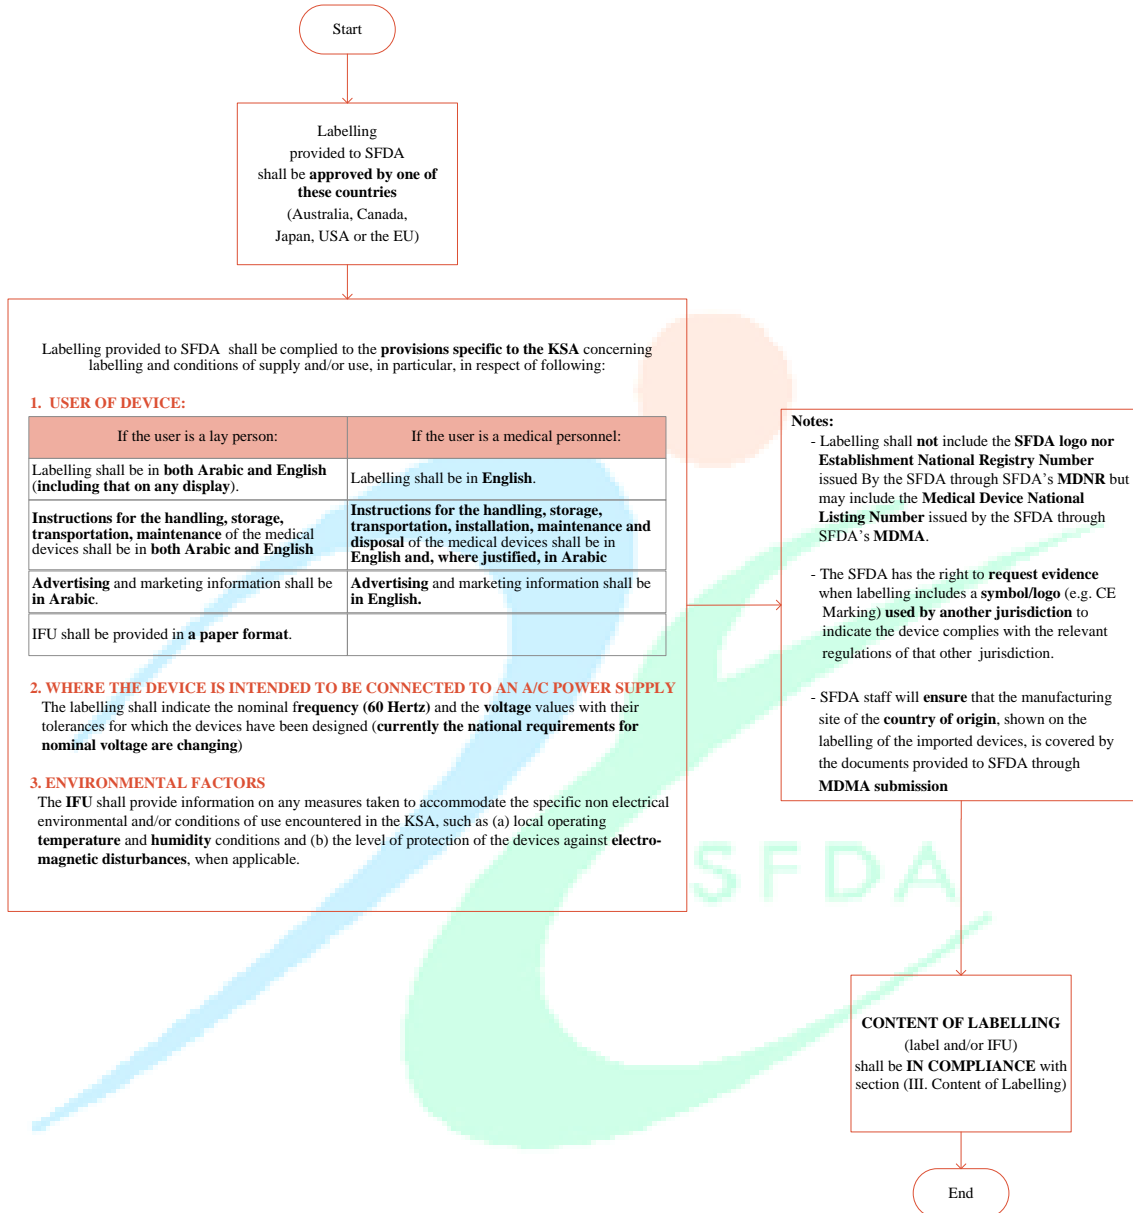 Start
Labelling
provided to SFDA
shall be approved by one of
these countries
(Australia, Canada,
Japan, USA or the EU)
Labelling provided to SFDA shall be complied to the provisions specific to the KSA concerning
labelling and conditions of supply and/or use, in particular, in respect of following:
1. USER OF DEVICE:
If the user is a lay person:
If the user is a medical personnel:
Labelling shall be in both Arabic and English
(including that on any display).
Labelling shall be in English.
Instructions for the handling, storage,
transportation, maintenance of the medical
devices shall be in both Arabic and English
Instructions for the handling, storage,
transportation, installation, maintenance and
disposal of the medical devices shall be in
English and, where justified, in Arabic
Advertising and marketing information shall be
in Arabic.
Advertising and marketing information shall be
in English.
IFU shall be provided in a paper format.
2. WHERE THE DEVICE IS INTENDED TO BE CONNECTED TO AN A/C POWER SUPPLY
The labelling shall indicate the nominal frequency (60 Hertz) and the voltage values with their
tolerances for which the devices have been designed (currently the national requirements for
nominal voltage are changing)
3. ENVIRONMENTAL FACTORS
The IFU shall provide information on any measures taken to accommodate the specific non electrical
environmental and/or conditions of use encountered in the KSA, such as (a) local operating
temperature and humidity conditions and (b) the level of protection of the devices against electro-
magnetic disturbances, when applicable.
Notes:
- Labelling shall not include the SFDA logo nor
Establishment National Registry Number
issued By the SFDA through SFDA's MDNR but
may include the Medical Device National
Listing Number issued by the SFDA through
SFDA's MDMA.
- The SFDA has the right to request evidence
when labelling includes a symbol/logo (e.g. CE
Marking) used by another jurisdiction to
indicate the device complies with the relevant
regulations of that other jurisdiction.
- SFDA staff will ensure that the manufacturing
site of the country of origin, shown on the
labelling of the imported devices, is covered by
the documents provided to SFDA through
MDMA submission
SFDA
CONTENT OF LABELLING
(label and/or IFU)
shall be IN COMPLIANCE with
section (III. Content of Labelling)
End